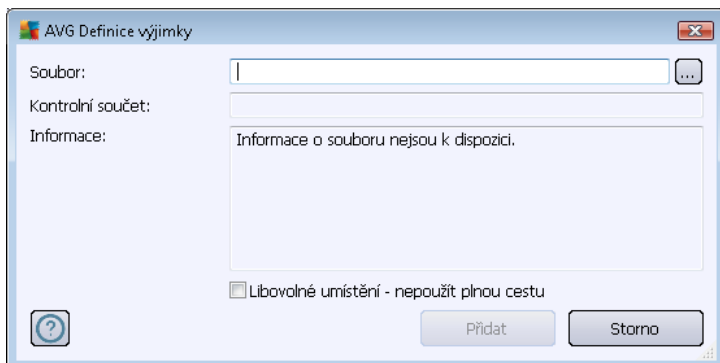 AVG Definice výjimky
Soubor:
...
Kontrolní součet:
Informace:
Informace o souboru nejsou k dispozici.
Libovolné umístění - nepoužít plnou cestu
?
Přidat
Storno